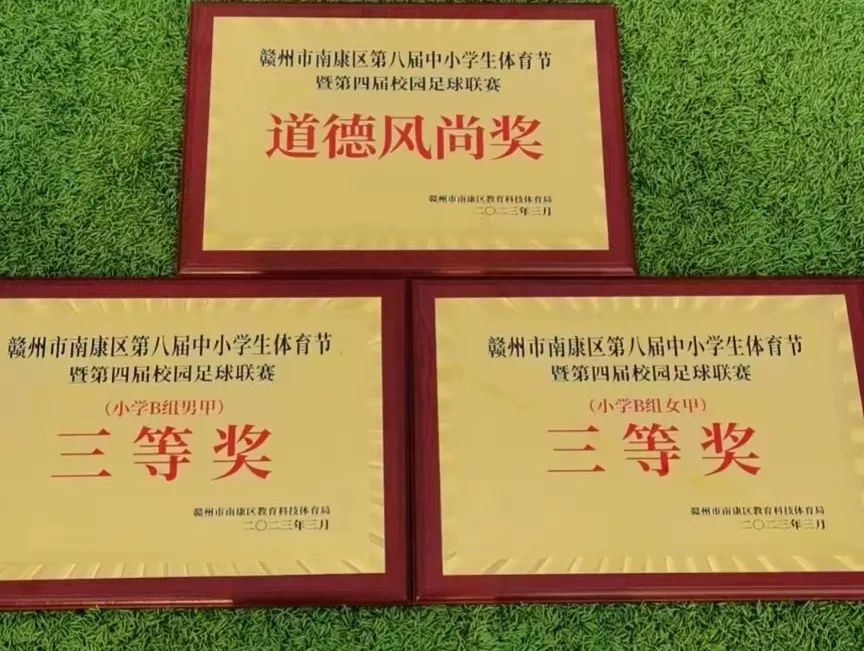 赣州市南康区第八届中小学生体育节
暨第四届校园足球联赛
道德风尚奖
赣州市南康区教育科技体育局
二〇二三年三月
赣州市南康区第八届中小学生体育节
暨第四届校园足球联赛
（小学B组男甲）
三等奖
赣州市南康区教育科技体育局
二〇二三年三月
赣州市南康区第八届中小学生体育节
暨第四届校园足球联赛
（小学B组女甲）
三等奖
赣州市南康区教育科技体育局
二〇二三年三月